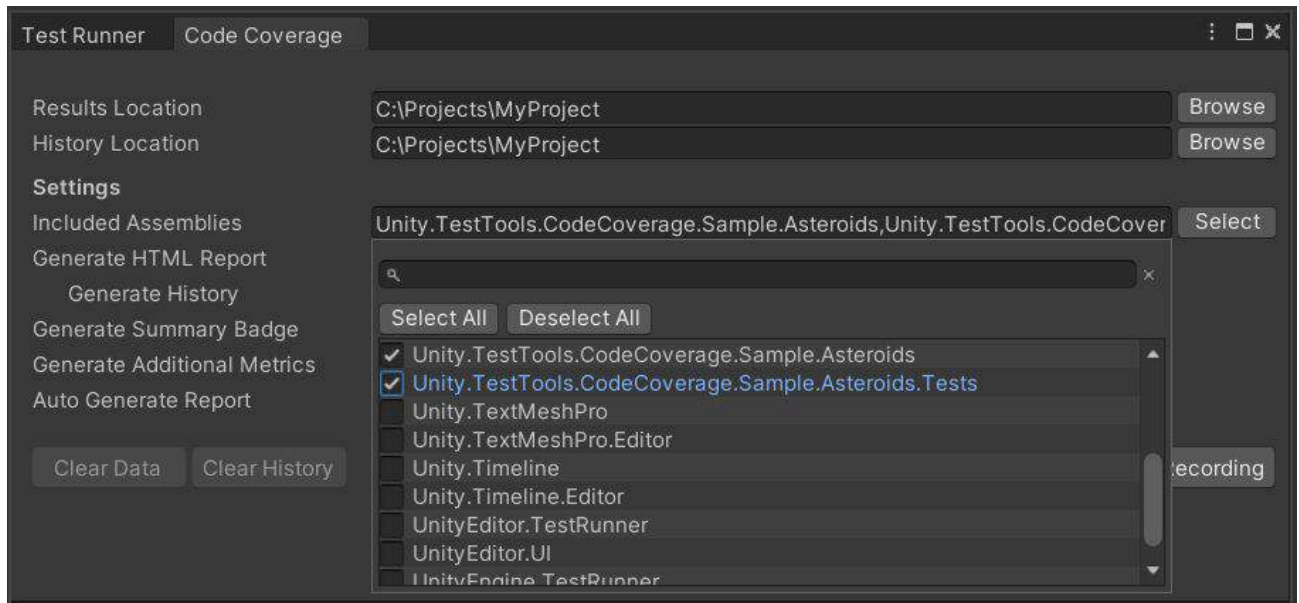 Test Runner Code Coverage
Results Location C:\Projects\MyProject Browse
History Location C:\Projects\MyProject Browse
Settings
Included Assemblies Unity.TestTools.CodeCoverage.Sample.Asteroids,Unity.TestTools.CodeCover Select
Generate HTML Report
Generate History
Select All Deselect All
Generate Summary Badge
Unity.TestTools.CodeCoverage.Sample.Asteroids
Generate Additional Metrics
Unity.TestTools.CodeCoverage.Sample.Asteroids.Tests
Auto Generate Report
Unity.TextMeshPro
Unity.TextMeshPro.Editor
Clear Data Clear History
Unity.Timeline
ecording
Unity.Timeline.Editor
UnityEditor.TestRunner
UnityEditor.UI
UnityEngine.TestRunner